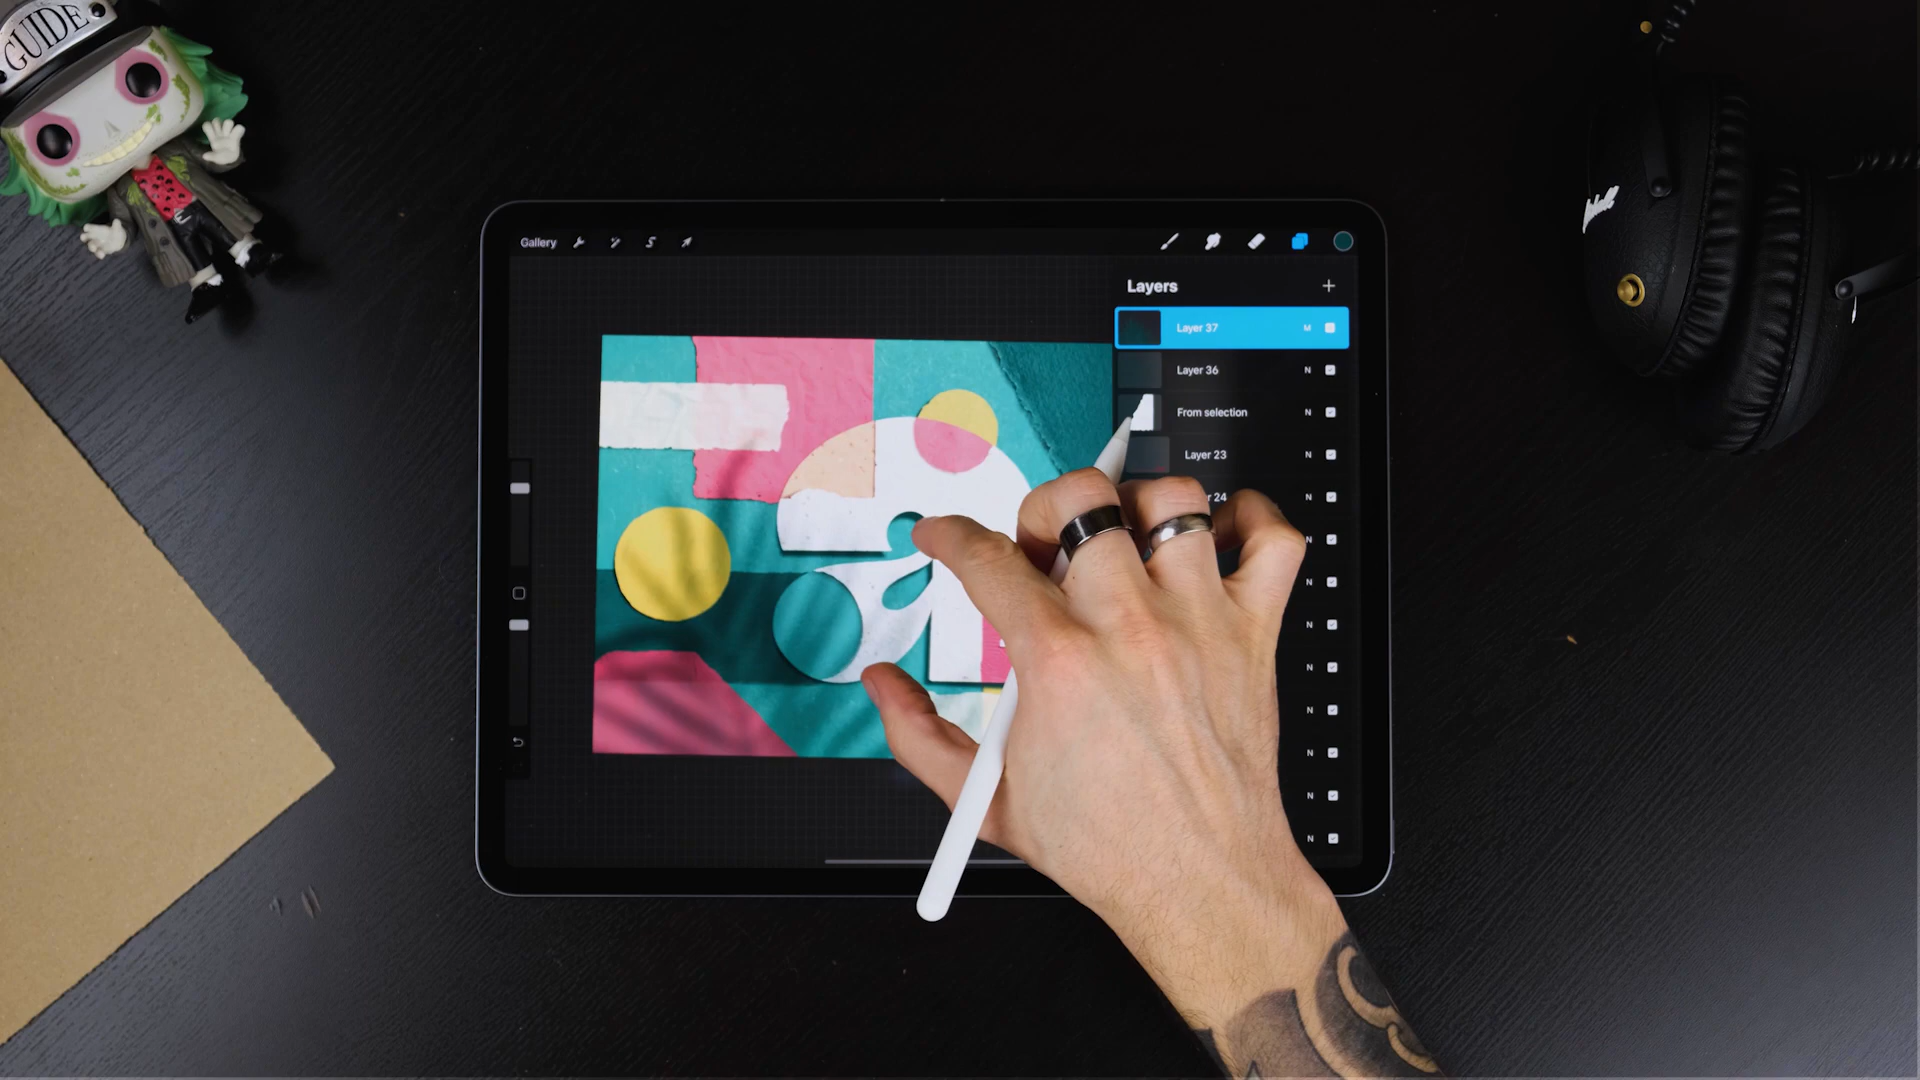 GUIDE
Gallery
Layers
Layer 37 M
Layer 36 N
From selection N
Layer 23 N
r 24 N
N
N
N
N
N
N
N
N